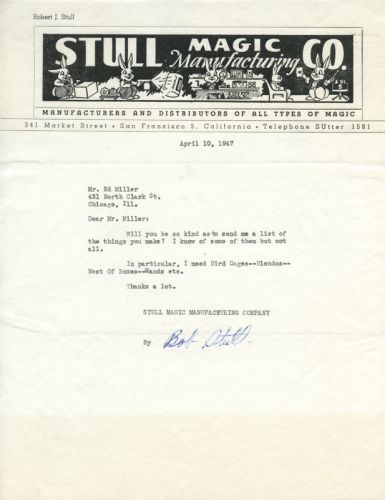 Robert J. Stull
STULL MAGIC Manufacturing CO.
MANUFACTURERS AND DISTRIBUTORS OF ALL TYPES OF MAGIC
341 Market Street • San Francisco 5, California • Telephone SUtter 1581
April 10, 1947
Mr. Ed Miller
431 North Clark St.
Chicago, Ill.
Dear Mr. Miller:
Will you be so kind as to send me a list of
the things you make? I know of some of them but not
all.
In particular, I need Bird Cages--Blendos--
Nest Of Boxes--Wands etc.
Thanks a lot.
STULL MAGIC MANUFACTURING COMPANY
By Bob Stull